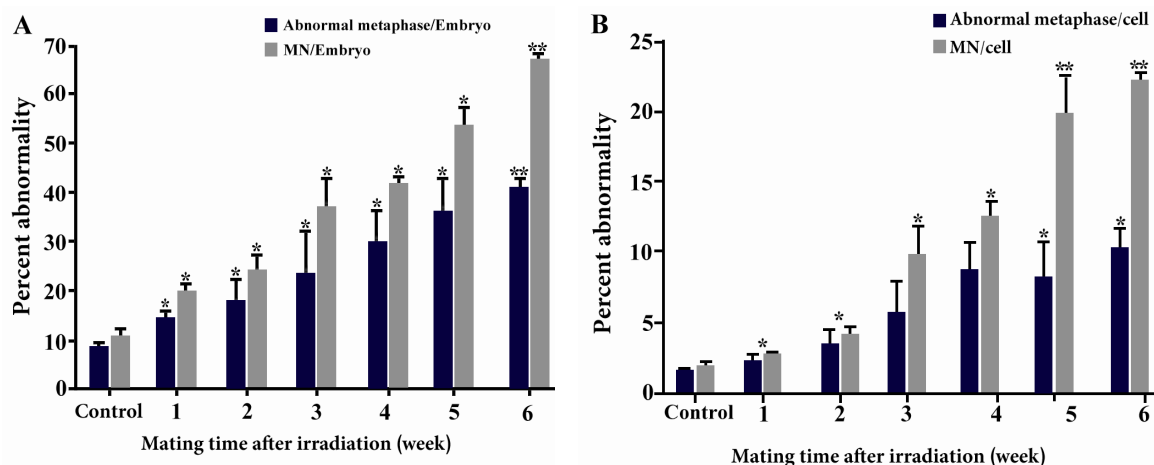 A
Abnormal metaphase/Embryo
MN/Embryo
Percent abnormality
70
60
50
40
30
20
10
0
**
*
*
*
*
**
*
*
*
*
*
*
Control 1 2 3 4 5 6
Mating time after irradiation (week)
B
Abnormal metaphase/cell
MN/cell
Percent abnormality
25
20
15
10
5
0
**
**
*
*
*
*
*
*
Control 1 2 3 4 5 6
Mating time after irradiation (week)